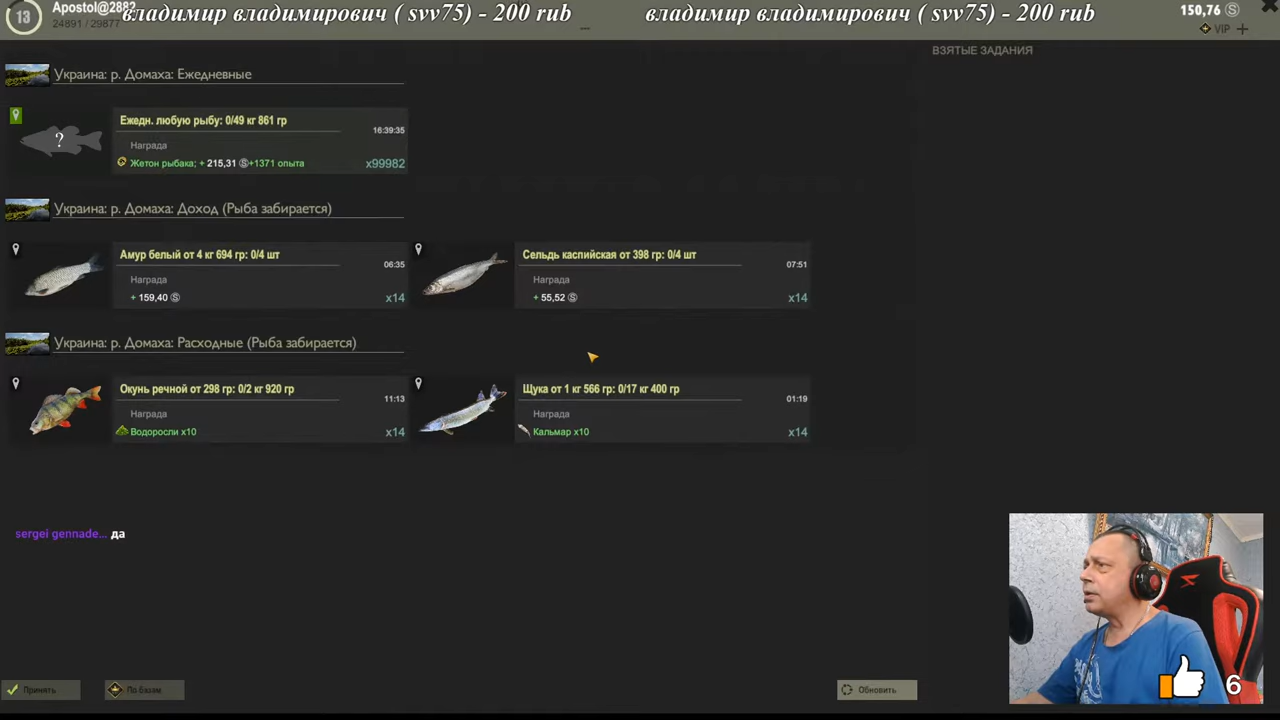 13
Apostol@2882
24891 / 29877
владимир владимирович ( svv75) - 200 rub
владимир владимирович ( svv75) - 200 rub
150,76 S
VIP +
ВЗЯТЫЕ ЗАДАНИЯ
Украина: р. Домаха: Ежедневные
?
Ежедн. любую рыбу: 0/49 кг 861 гр
16:39:35
Награда
Жетон рыбака; + 215,31 S+1371 опыта
x99982
Украина: р. Домаха: Доход (Рыба забирается)
Амур белый от 4 кг 694 гр: 0/4 шт
06:35
Награда
+ 159,40 S
x14
Сельдь каспийская от 398 гр: 0/4 шт
07:51
Награда
+ 55,52 S
x14
Украина: р. Домаха: Расходные (Рыба забирается)
Окунь речной от 298 гр: 0/2 кг 920 гр
11:13
Награда
Водоросли x10
x14
Щука от 1 кг 566 гр: 0/17 кг 400 гр
01:19
Награда
Кальмар x10
x14
sergei gennade... да
Принять
По базам
Обновить
6